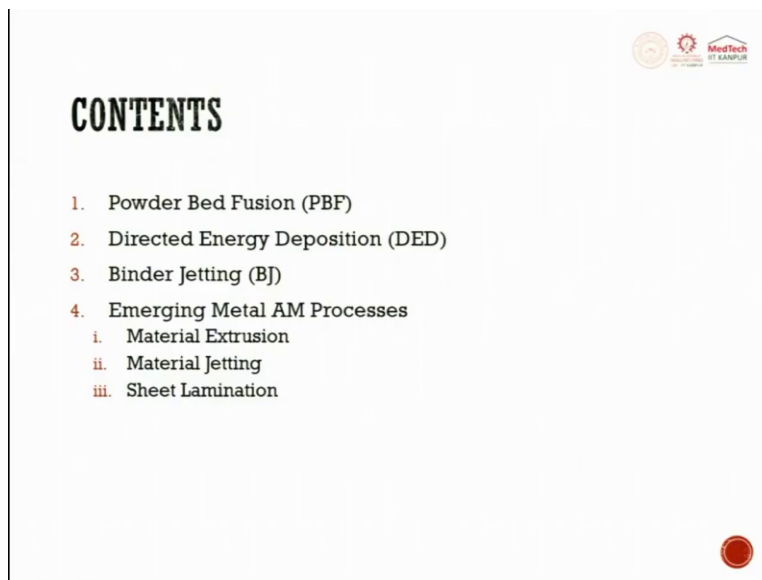 MedTech
IIT KANPUR
CONTENTS
1. Powder Bed Fusion (PBF)
2. Directed Energy Deposition (DED)
3. Binder Jetting (BJ)
4. Emerging Metal AM Processes
i. Material Extrusion
ii. Material Jetting
iii. Sheet Lamination